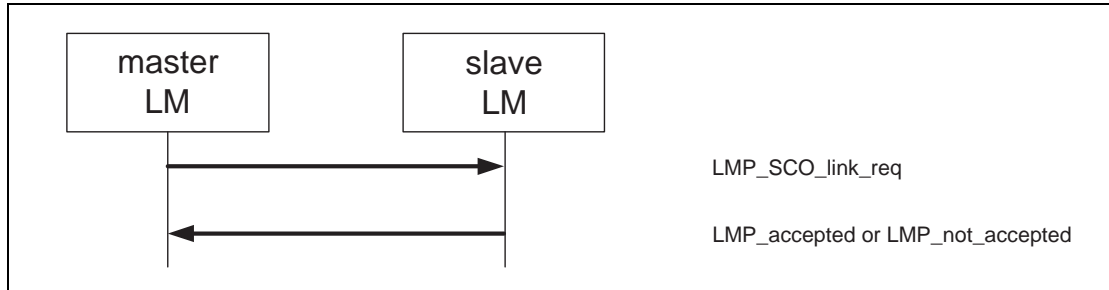 master
LM
slave
LM
LMP_SCO_link_req
LMP_accepted or LMP_not_accepted